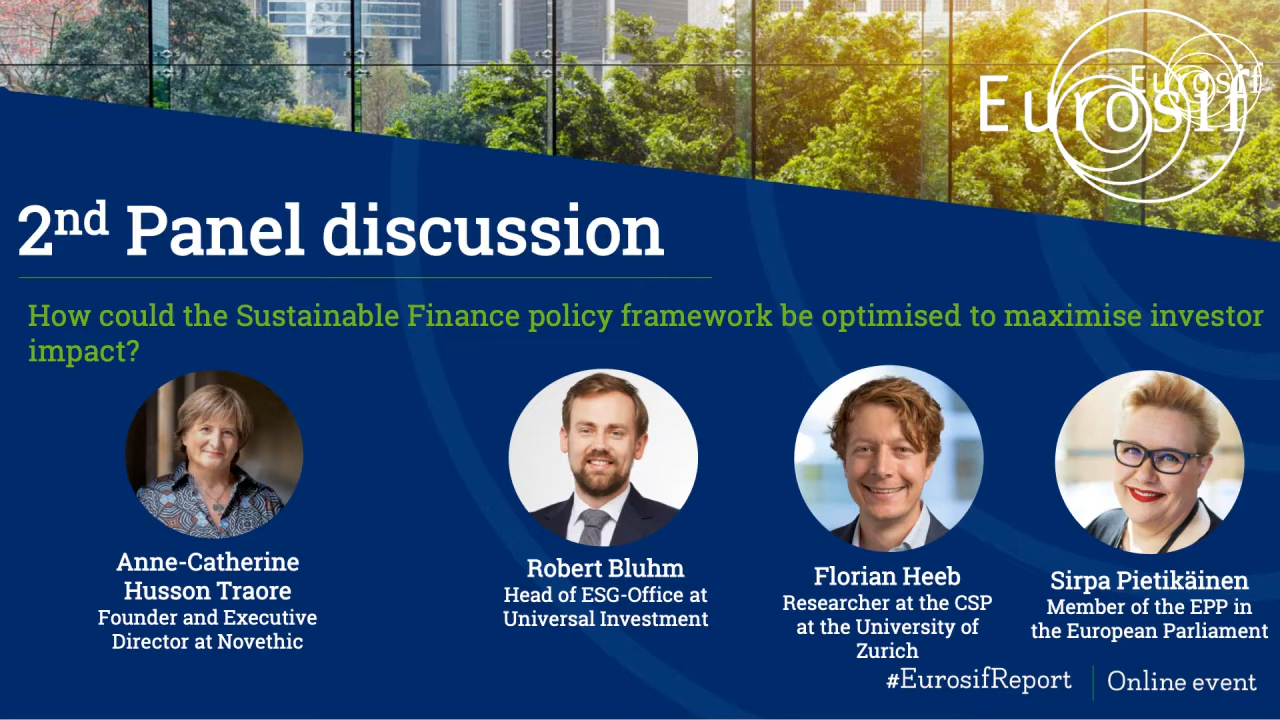 Eurosif
Eurosif
2nd Panel discussion
How could the Sustainable Finance policy framework be optimised to maximise investor
impact?
Anne-Catherine
Husson Traore
Founder and Executive
Director at Novethic
Robert Bluhm
Head of ESG-Office at
Universal Investment
Florian Heeb
Researcher at the CSP
at the University of
Zurich
Sirpa Pietikäinen
Member of the EPP in
the European Parliament
#EurosifReport
Online event